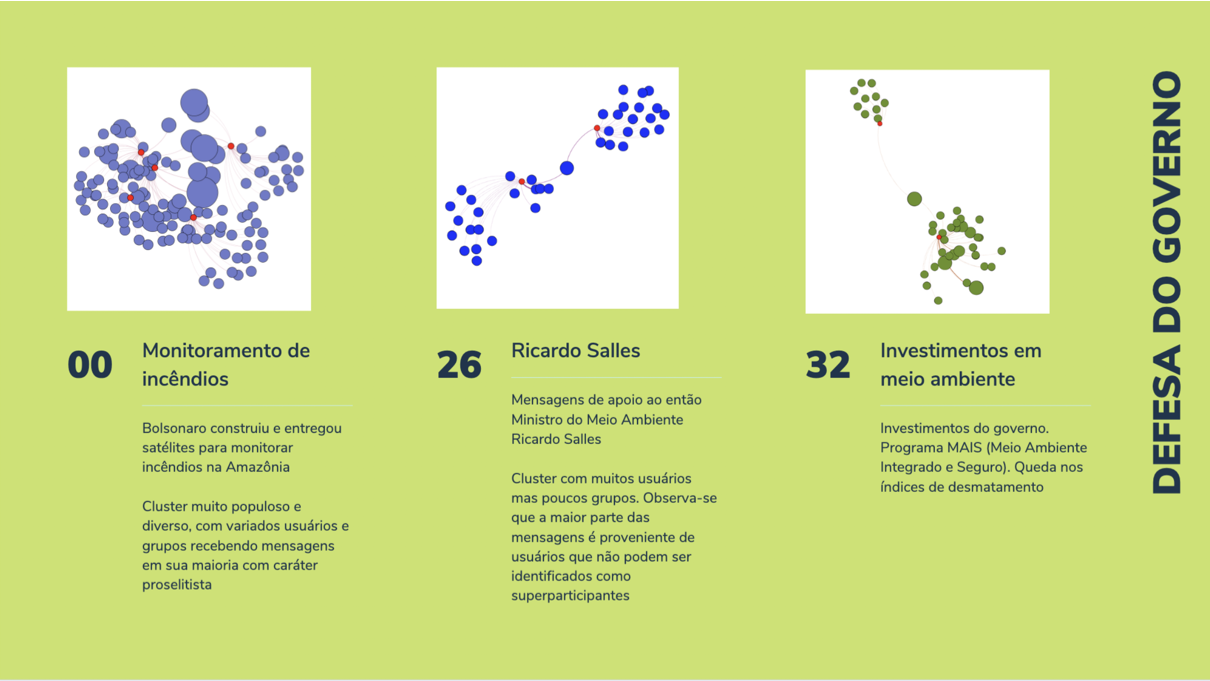 00
Monitoramento de
incêndios
Bolsonaro construiu e entregou
satélites para monitorar
incêndios na Amazônia
Cluster muito populoso e
diverso, com variados usuários e
grupos recebendo mensagens
em sua maioria com caráter
proselitista
26
Ricardo Salles
Mensagens de apoio ao então
Ministro do Meio Ambiente
Ricardo Salles
Cluster com muitos usuários
mas poucos grupos. Observa-se
que a maior parte das
mensagens é proveniente de
usuários que não podem ser
identificados como
superparticipantes
32
Investimentos em
meio ambiente
Investimentos do governo.
Programa MAIS (Meio Ambiente
Integrado e Seguro). Queda nos
índices de desmatamento
DEFESA DO GOVERNO